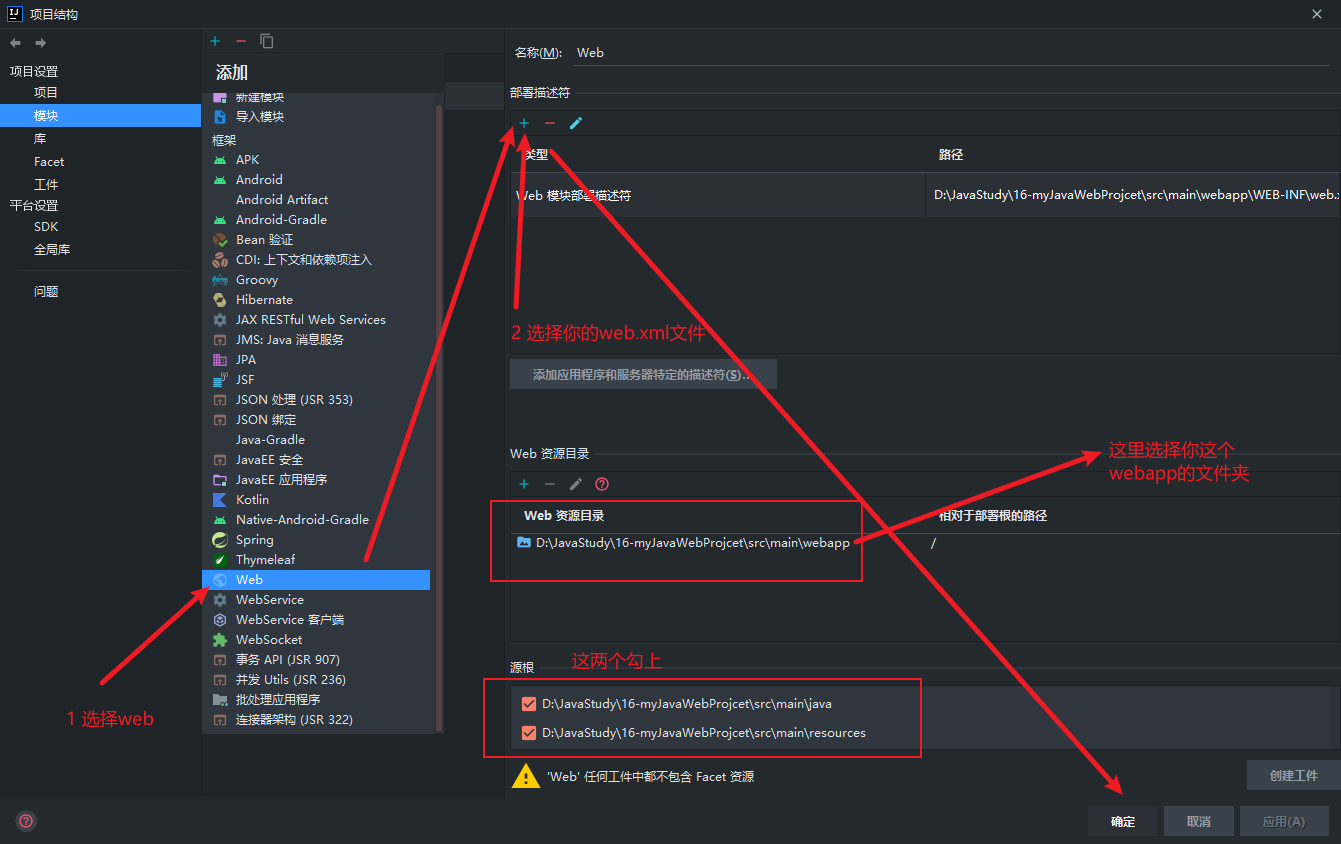 项目结构
项目设置
项目
模块
库
Facet
工件
平台设置
SDK
全局库
问题
添加
新建模块
导入模块
框架
APK
Android
Android Artifact
Android-Gradle
Bean 验证
CDI: 上下文和依赖项注入
Groovy
Hibernate
JAX RESTful Web Services
JMS: Java 消息服务
JPA
JSF
JSON 处理 (JSR 353)
JSON 绑定
Java-Gradle
JavaEE 安全
JavaEE 应用程序
Kotlin
Native-Android-Gradle
Spring
Thymeleaf
Web
WebService
WebService 客户端
WebSocket
事务 API (JSR 907)
并发 Utils (JSR 236)
批处理应用程序
连接器架构 (JSR 322)
1 选择web
名称(M): Web
部署描述符
类型 路径
Web 模块部署描述符 D:\JavaStudy\16-myJavaWebProjcet\src\main\webapp\WEB-INF\web.
2 选择你的web.xml文件
添加应用程序和服务器特定的描述符(S)...
Web 资源目录
这里选择你这个
webapp的文件夹
Web 资源目录 相对于部署根的路径
D:\JavaStudy\16-myJavaWebProjcet\src\main\webapp /
源根
这两个勾上
D:\JavaStudy\16-myJavaWebProjcet\src\main\java
D:\JavaStudy\16-myJavaWebProjcet\src\main\resources
'Web' 任何工件中都不包含 Facet 资源
创建工件
确定 取消 应用(A)